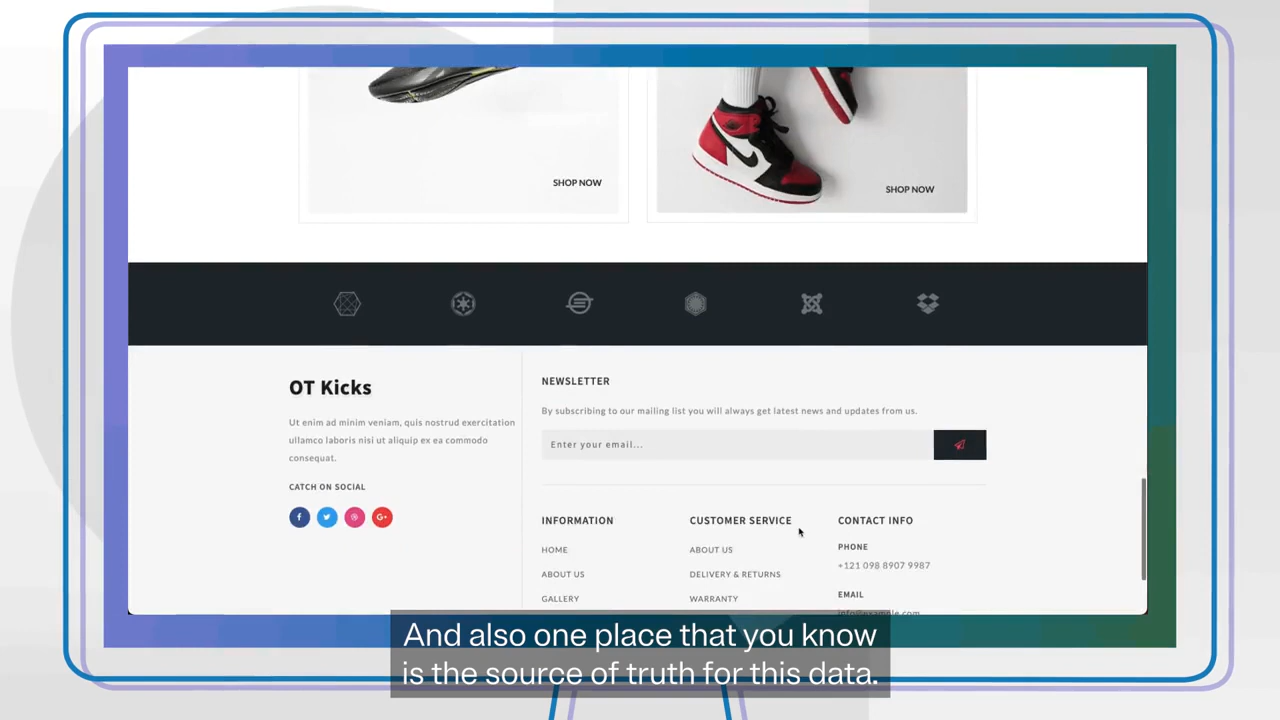 SHOP NOW
SHOP NOW
OT Kicks
Ut enim ad minim veniam, quis nostrud exercitation
ullamco laboris nisi ut aliquip ex ea commodo
consequat.
CATCH ON SOCIAL
NEWSLETTER
By subscribing to our mailing list you will always get latest news and updates from us.
Enter your email...
INFORMATION
HOME
ABOUT US
GALLERY
CUSTOMER SERVICE
ABOUT US
DELIVERY & RETURNS
WARRANTY
CONTACT INFO
PHONE
+121 098 8907 9987
EMAIL
info@example.com
And also one place that you know
is the source of truth for this data.